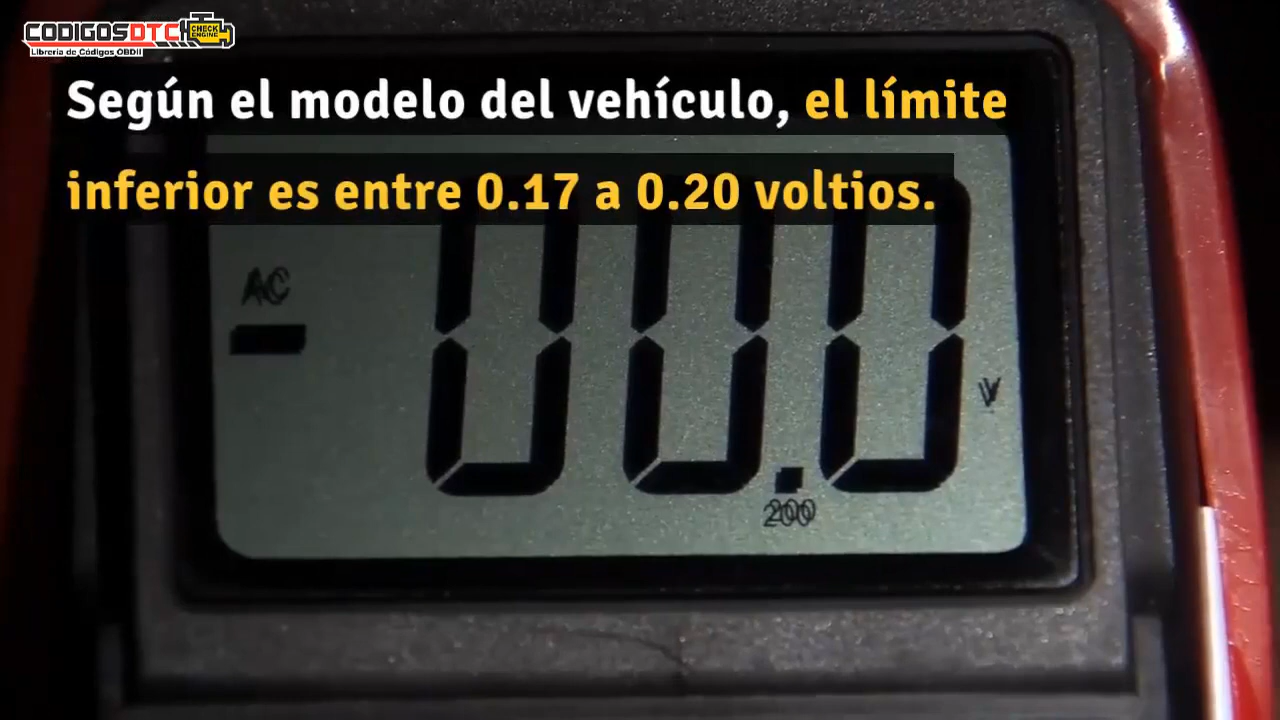 CODIGOSDTC
CHECK
ENGINE
Librería de Códigos OBDII
Según el modelo del vehículo, el límite
inferior es entre 0.17 a 0.20 voltios.
AC
- 00.0
V
200